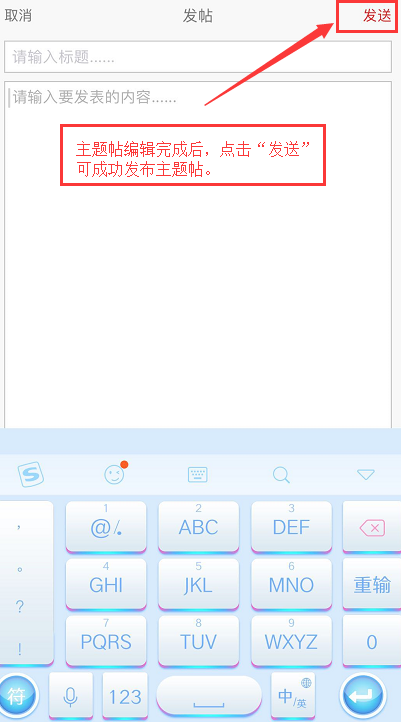 取消 发帖 发送
请输入标题......
请输入要发表的内容......
主题帖编辑完成后，点击“发送”
可成功发布主题帖。
S
， 1 2 3
@/. ABC DEF
。 4 5 6
GHI JKL MNO 重输
? 7 8 9
PQRS TUV WXYZ 0
!
符 123 中/英